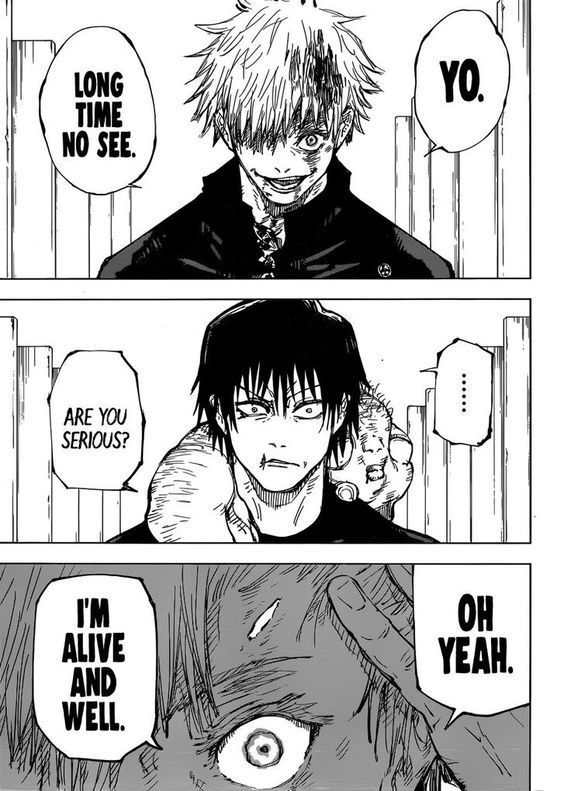 YO.
LONG
TIME
NO SEE.
......
ARE YOU
SERIOUS?
OH
YEAH.
I'M
ALIVE
AND
WELL.